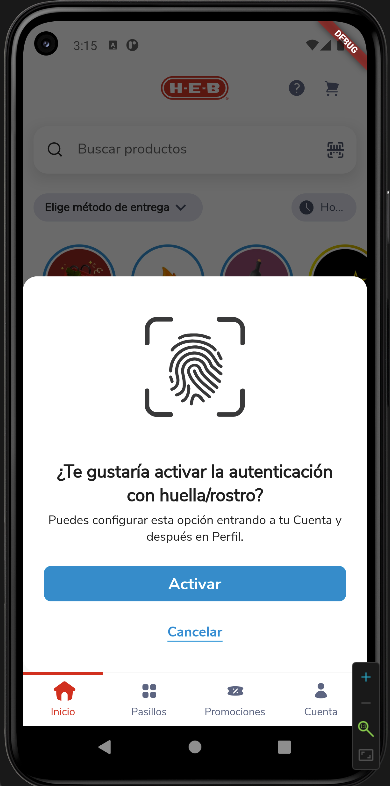 3:15
DEBUG
H-E-B
Buscar productos
Elige método de entrega
Ho...
¿Te gustaría activar la autenticación
con huella/rostro?
Puedes configurar esta opción entrando a tu Cuenta y
después en Perfil.
Activar
Cancelar
Inicio
Pasillos
Promociones
Cuenta